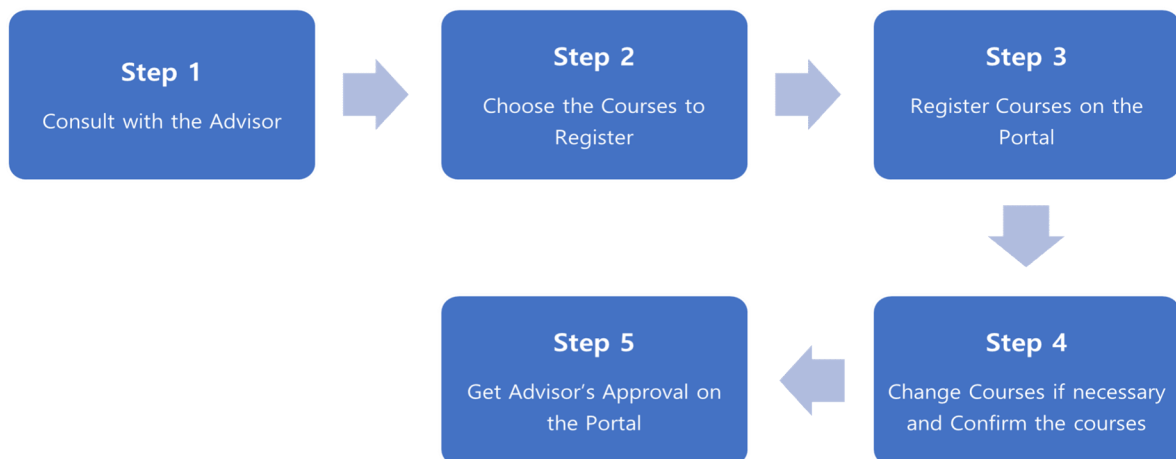 Step 1
Consult with the Advisor
Step 2
Choose the Courses to
Register
Step 3
Register Courses on the
Portal
Step 4
Change Courses if necessary
and Confirm the courses
Step 5
Get Advisor’s Approval on
the Portal